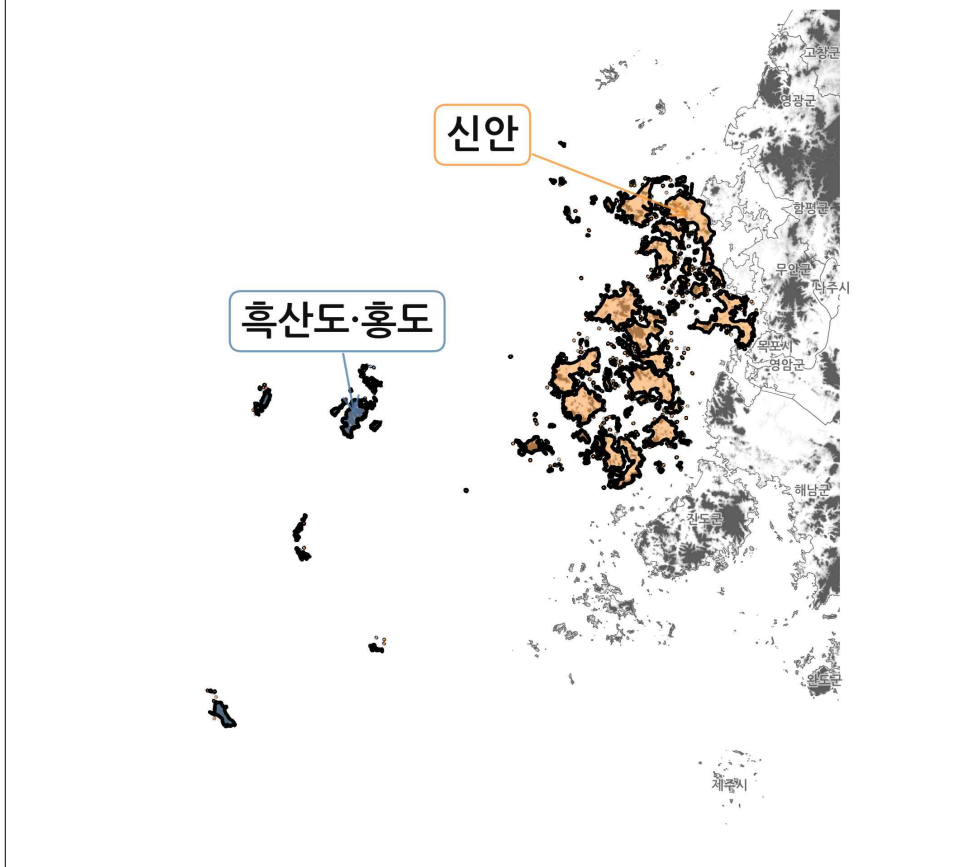 고창군
영광군
신안
함평군
무안군
나주시
흑산도·홍도
목포시
영암군
해남군
진도군
완도군
제주시